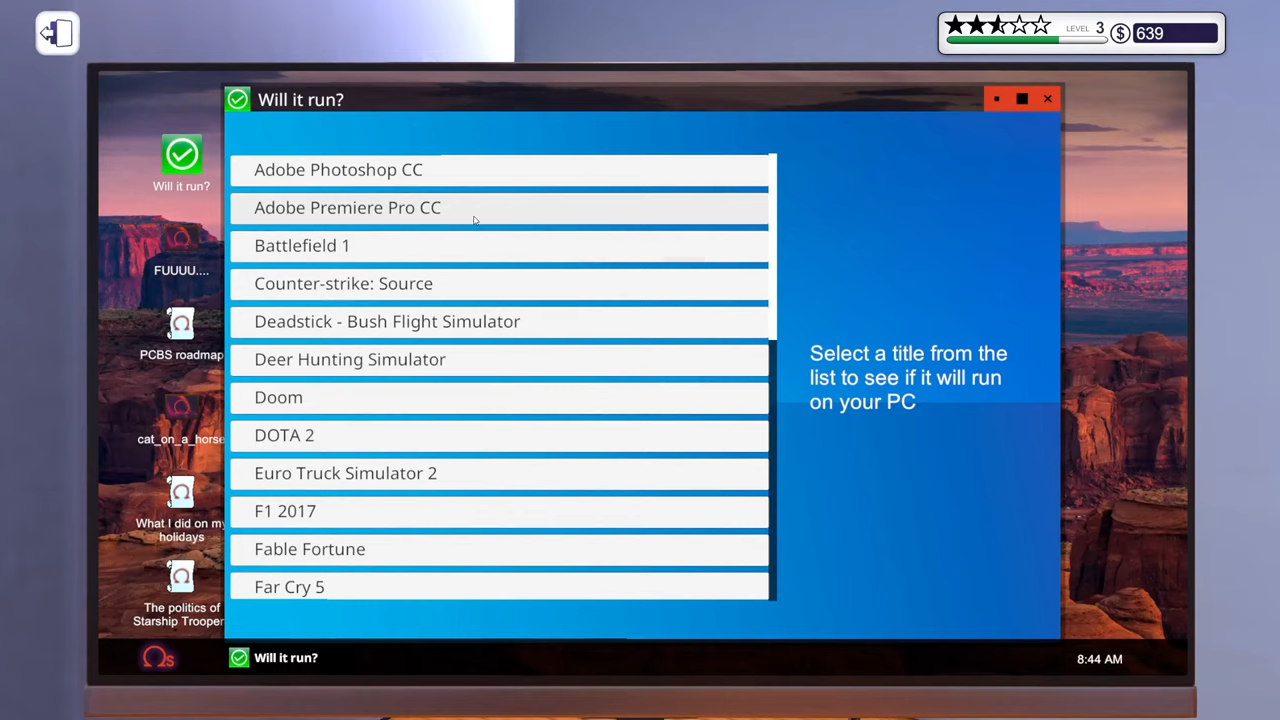 LEVEL 3
$ 639
Will it run?
Will it run?
FUUUU....
PCBS roadmap
cat_on_a_horse
What I did on my
holidays
The politics of
Starship Trooper
Adobe Photoshop CC
Adobe Premiere Pro CC
Battlefield 1
Counter-strike: Source
Deadstick - Bush Flight Simulator
Deer Hunting Simulator
Doom
DOTA 2
Euro Truck Simulator 2
F1 2017
Fable Fortune
Far Cry 5
Select a title from the
list to see if it will run
on your PC
Ωs
Will it run?
8:44 AM